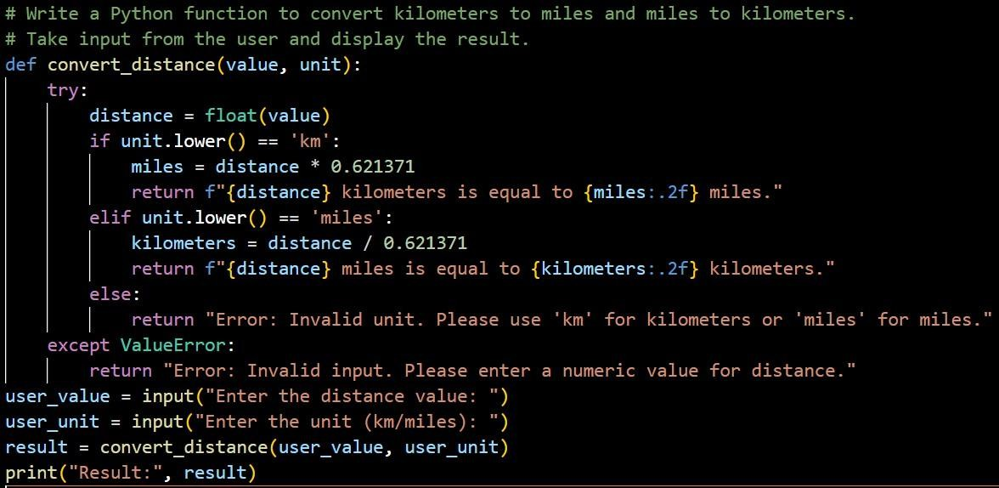 # Write a Python function to convert kilometers to miles and miles to kilometers.
# Take input from the user and display the result.
def convert_distance(value, unit):
    try:
        distance = float(value)
        if unit.lower() == 'km':
            miles = distance * 0.621371
            return f"{distance} kilometers is equal to {miles:.2f} miles."
        elif unit.lower() == 'miles':
            kilometers = distance / 0.621371
            return f"{distance} miles is equal to {kilometers:.2f} kilometers."
        else:
            return "Error: Invalid unit. Please use 'km' for kilometers or 'miles' for miles."
    except ValueError:
        return "Error: Invalid input. Please enter a numeric value for distance."
user_value = input("Enter the distance value: ")
user_unit = input("Enter the unit (km/miles): ")
result = convert_distance(user_value, user_unit)
print("Result:", result)